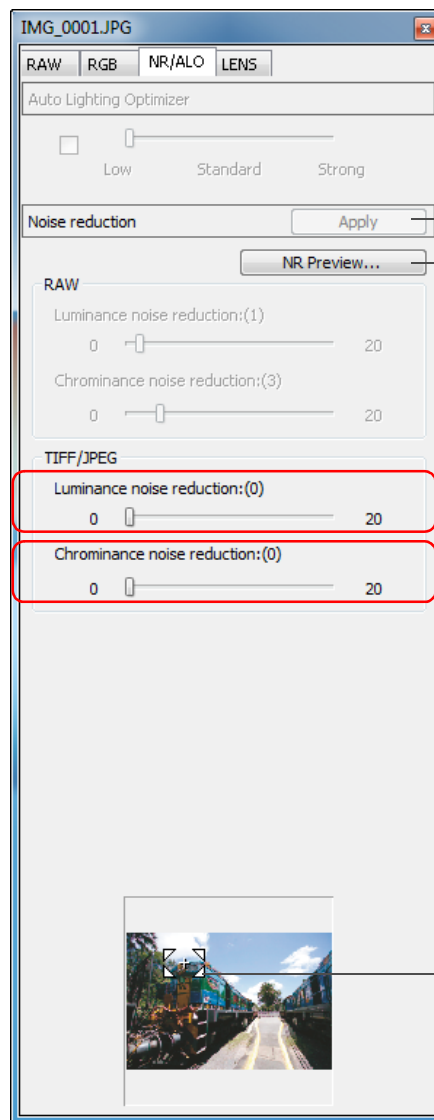 IMG_0001.JPG
RAW RGB NR/ALO LENS
Auto Lighting Optimizer
Low Standard Strong
Noise reduction Apply
NR Preview...
RAW
Luminance noise reduction:(1)
0 20
Chrominance noise reduction:(3)
0 20
TIFF/JPEG
Luminance noise reduction:(0)
0 20
Chrominance noise reduction:(0)
0 20